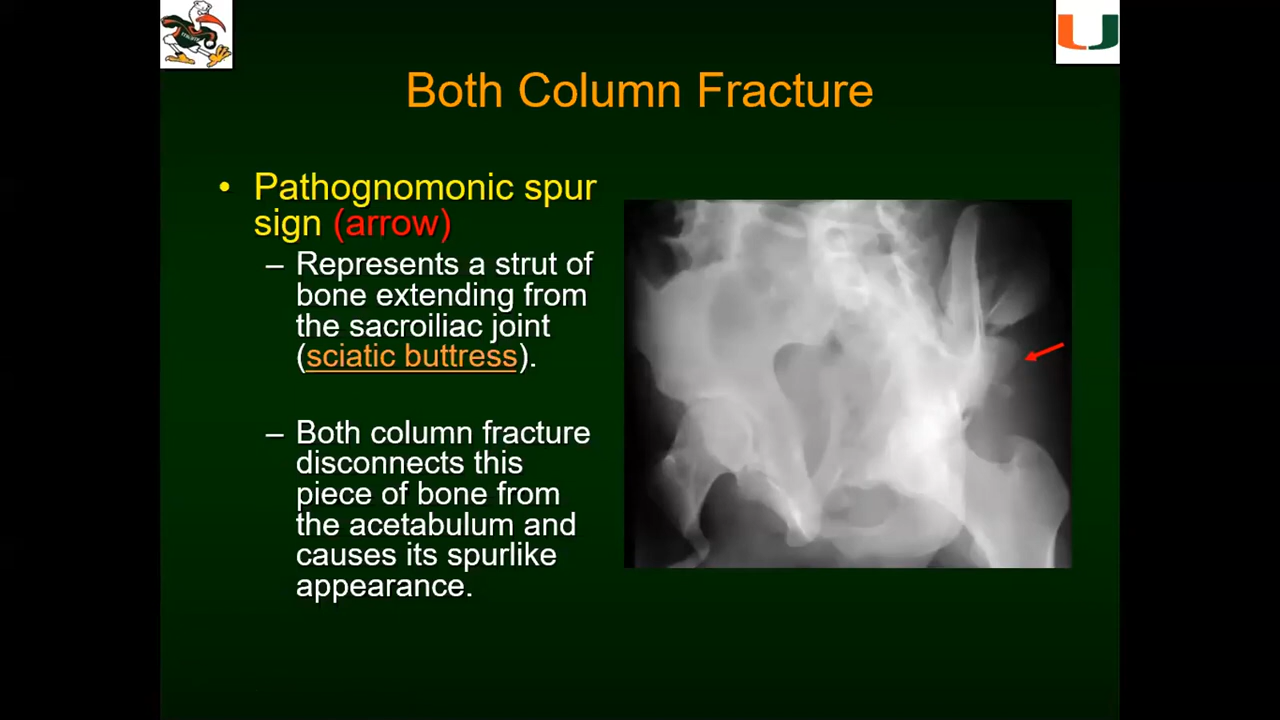 Both Column Fracture
• Pathognomonic spur
sign (arrow)
– Represents a strut of
bone extending from
the sacroiliac joint
(sciatic buttress).
– Both column fracture
disconnects this
piece of bone from
the acetabulum and
causes its spurlike
appearance.